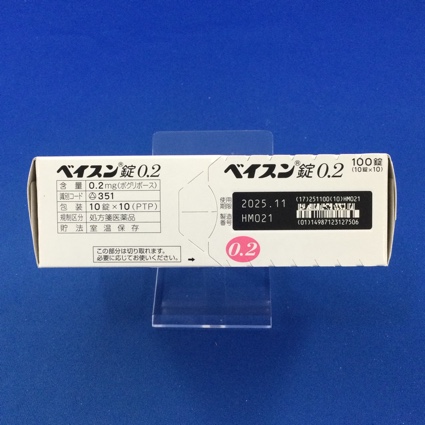 ベイスン®錠0.2
含量 0.2mg(ボグリボース)
識別コード 351
包装 10錠×10(PTP)
規制区分 処方箋医薬品
貯法 室温保存
この部分は切り取れます。
必要に応じてお使いください。
ベイスン®錠0.2
100錠
(10錠×10)
使用期限 2025.11
製造番号 HM021
(17)251100(10)HM021
(01)14987123127506
0.2